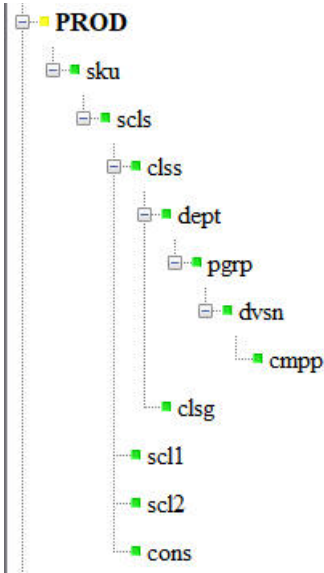 PROD
sku
scls
clss
dept
pgrp
dvsn
cmpp
clsg
scl1
scl2
cons